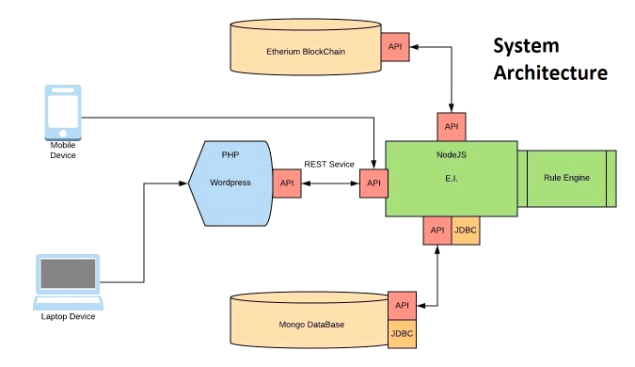 Etherium BlockChain
API
System
Architecture
API
Mobile
Device
PHP
Wordpress
API
REST Sevice
API
NodeJS
E.I.
Rule Engine
API
JDBC
Laptop Device
Mongo DataBase
API
JDBC